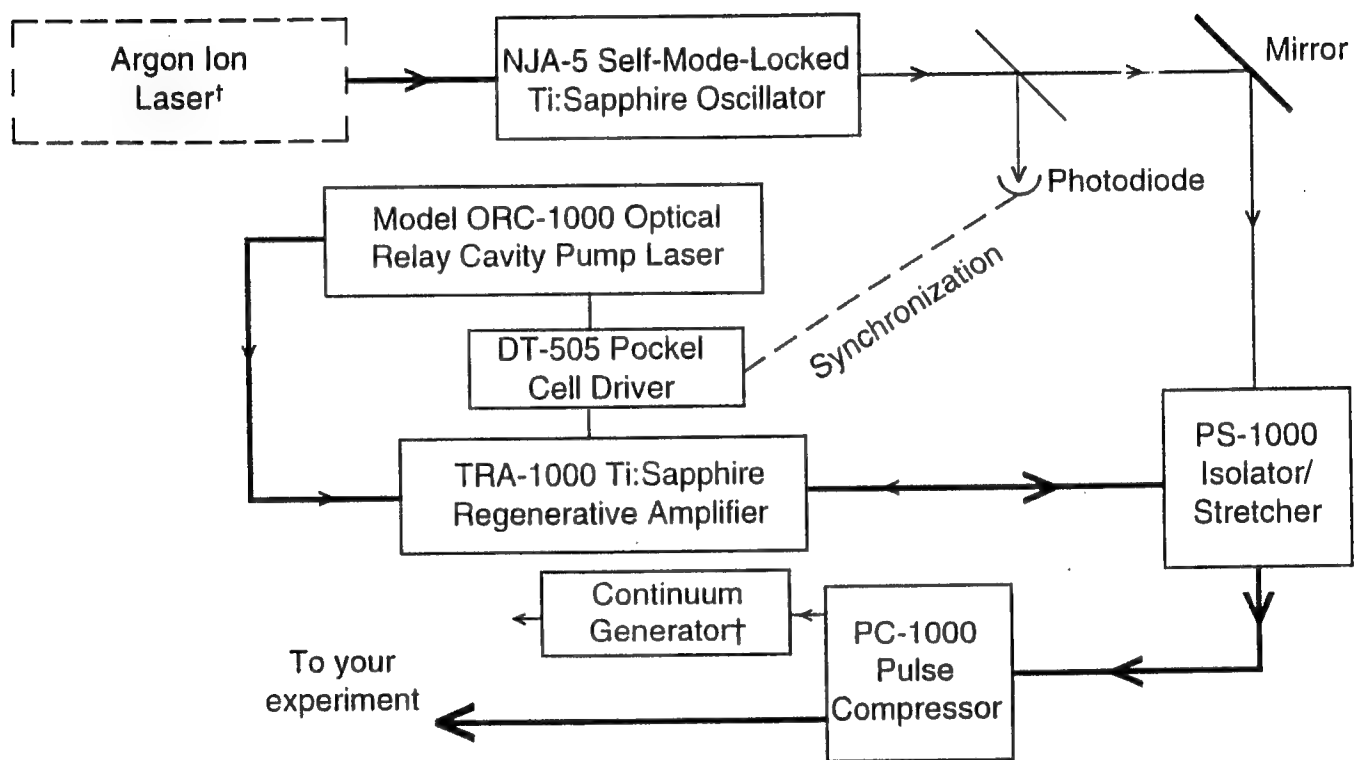 Argon Ion
Laser†
NJA-5 Self-Mode-Locked
Ti:Sapphire Oscillator
Mirror
Photodiode
Model ORC-1000 Optical
Relay Cavity Pump Laser
Synchronization
DT-505 Pockel
Cell Driver
TRA-1000 Ti:Sapphire
Regenerative Amplifier
PS-1000
Isolator/
Stretcher
Continuum
Generator†
PC-1000
Pulse
Compressor
To your
experiment